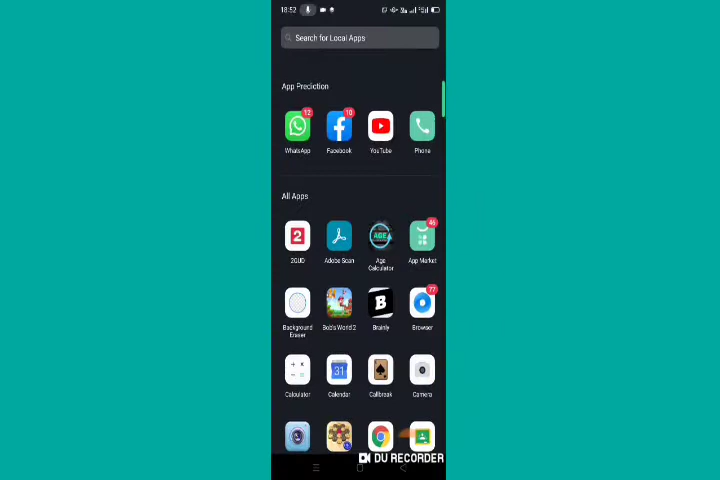 18:52
Search for Local Apps
App Prediction
12 10
WhatsApp Facebook YouTube Phone
All Apps
2 AGE 46
2GUD Adobe Scan Age Calculator App Market
B 77
Background Eraser Bob's World 2 Brainly Browser
31
Calculator Calendar Callbreak Camera
DU RECORDER